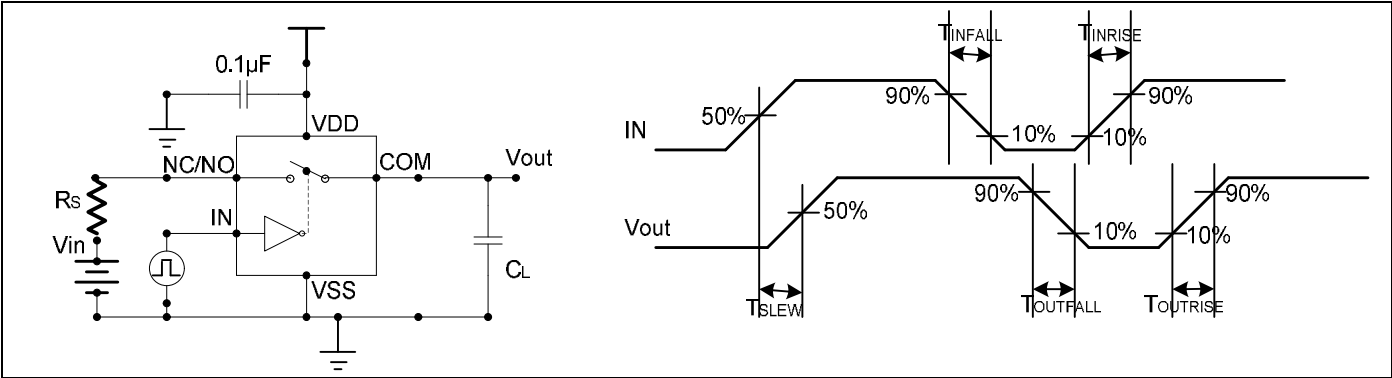 0.1µF
VDD
NC/NO
COM
Vout
RS
IN
Vin
VSS
CL
TINFALL
TINRISE
IN
50%
90%
10%
10%
90%
Vout
50%
90%
10%
10%
90%
TSLEW
TOUTFALL
TOUTRISE